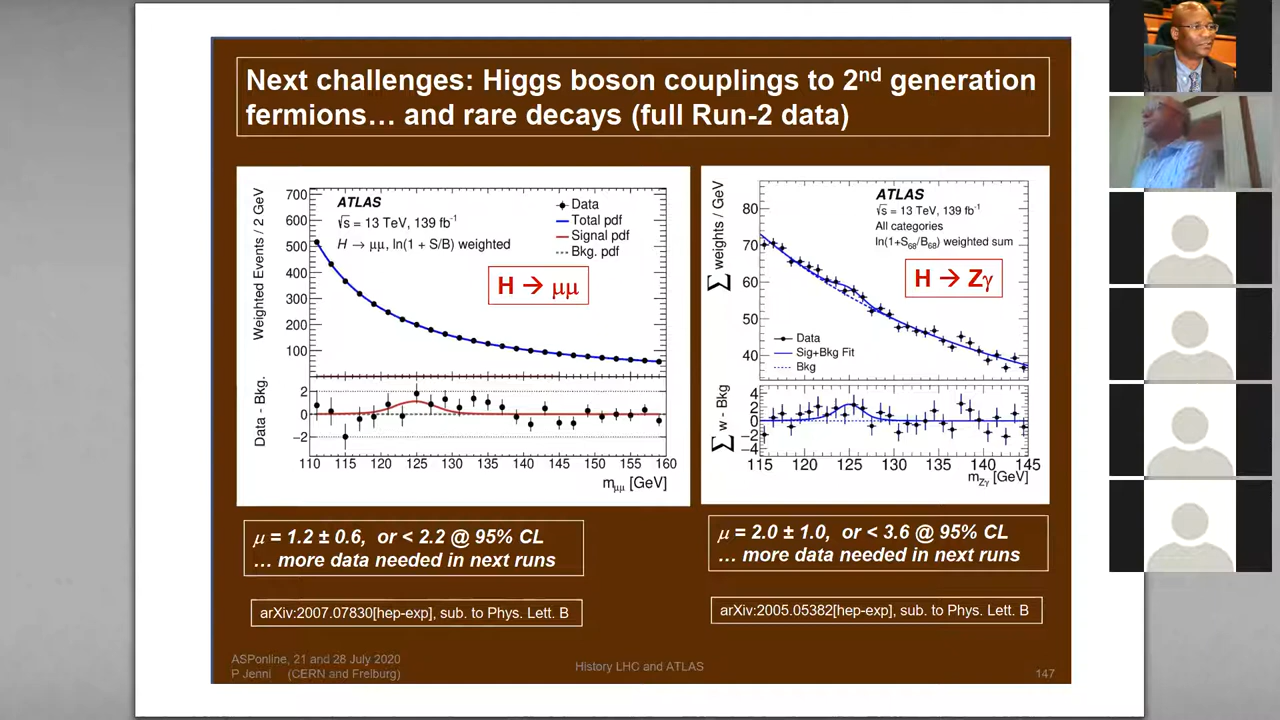 Next challenges: Higgs boson couplings to 2nd generation
fermions… and rare decays (full Run-2 data)
ATLAS
√s = 13 TeV, 139 fb-1
H → μμ, ln(1 + S/B) weighted
Data
Total pdf
Signal pdf
Bkg. pdf
H → μμ
Weighted Events / 2 GeV
700
600
500
400
300
200
100
Data - Bkg.
2
0
−2
110 115 120 125 130 135 140 145 150 155 160
mμμ [GeV]
ATLAS
√s = 13 TeV, 139 fb-1
All categories
ln(1+S68/B68) weighted sum
H → Zγ
∑ weights / GeV
80
70
60
50
40
Data
Sig+Bkg Fit
Bkg
∑ w - Bkg
4
2
0
−2
−4
115 120 125 130 135 140 145
mZγ [GeV]
μ = 1.2 ± 0.6, or < 2.2 @ 95% CL
… more data needed in next runs
μ = 2.0 ± 1.0, or < 3.6 @ 95% CL
… more data needed in next runs
arXiv:2007.07830[hep-exp], sub. to Phys. Lett. B
arXiv:2005.05382[hep-exp], sub. to Phys. Lett. B
ASPonline, 21 and 28 July 2020
P Jenni (CERN and Freiburg)
History LHC and ATLAS
147